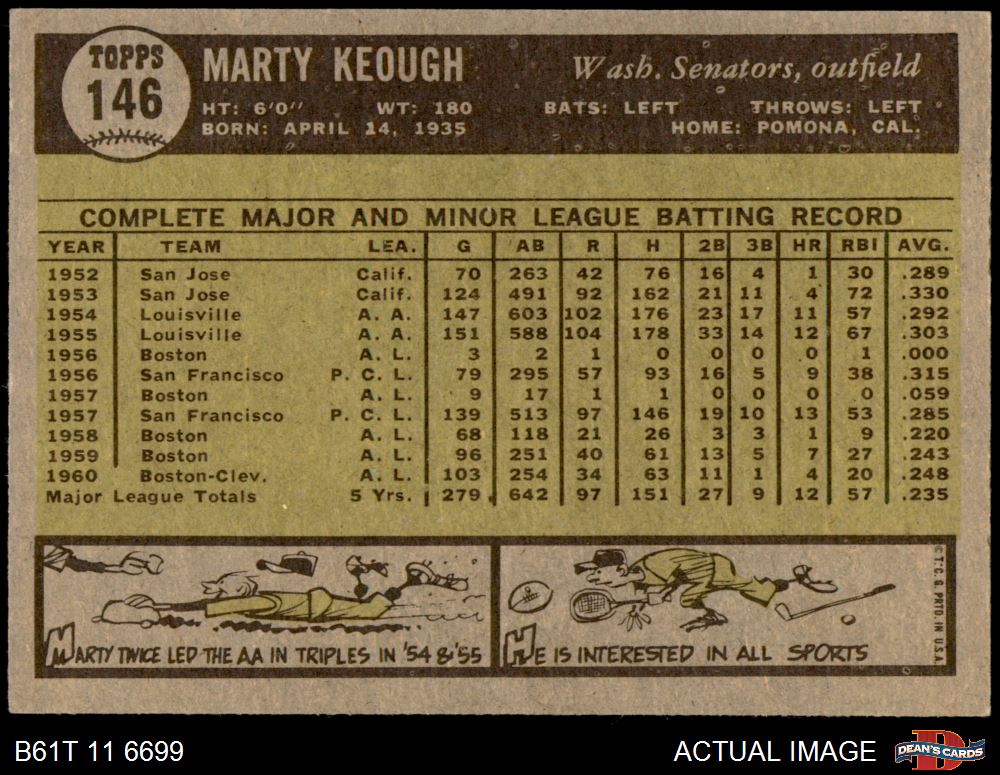 TOPPS
146
MARTY KEOUGH
Wash. Senators, outfield
HT: 6'0" WT: 180 BATS: LEFT THROWS: LEFT
BORN: APRIL 14, 1935 HOME: POMONA, CAL.
COMPLETE MAJOR AND MINOR LEAGUE BATTING RECORD
YEAR TEAM LEA. G AB R H 2B 3B HR RBI AVG.
1952 San Jose Calif. 70 263 42 76 16 4 1 30 .289
1953 San Jose Calif. 124 491 92 162 21 11 4 72 .330
1954 Louisville A. A. 147 603 102 176 23 17 11 57 .292
1955 Louisville A. A. 151 588 104 178 33 14 12 67 .303
1956 Boston A. L. 3 2 1 0 0 0 0 1 .000
1956 San Francisco P. C. L. 79 295 57 93 16 5 9 38 .315
1957 Boston A. L. 9 17 1 1 0 0 0 0 .059
1957 San Francisco P. C. L. 139 513 97 146 19 10 13 53 .285
1958 Boston A. L. 68 118 21 26 3 3 1 9 .220
1959 Boston A. L. 96 251 40 61 13 5 7 27 .243
1960 Boston-Clev. A. L. 103 254 34 63 11 1 4 20 .248
Major League Totals 5 Yrs. 279 642 97 151 27 9 12 57 .235
MARTY TWICE LED THE AA IN TRIPLES IN '54 & '55
HE IS INTERESTED IN ALL SPORTS
© T.C.G. PRTD. IN U.S.A.
B61T 11 6699
ACTUAL IMAGE
DEAN'S CARDS